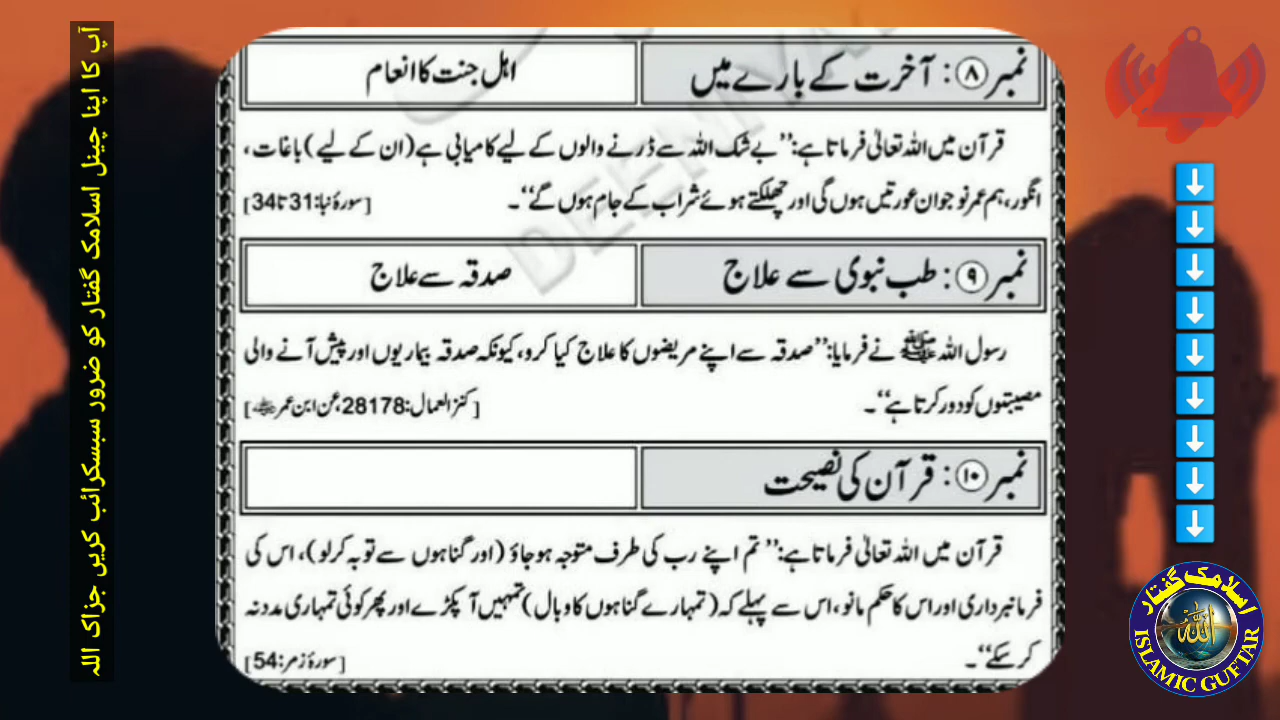 آپ کا اپنا چینل اسلامک گفتار کو ضرور سبسکرائب کریں جزاک اللہ
نمبر ۸ : آخرت کے بارے میں
اہل جنت کا انعام
قرآن میں اللہ تعالیٰ فرماتا ہے: ’’بے شک اللہ سے ڈرنے والوں کے لیے کامیابی ہے (ان کے لیے) باغات،
انگور، ہم عمر نوجوان عورتیں ہوں گی اور چھلکتے ہوئے شراب کے جام ہوں گے‘‘۔ [سورۂ نبا: 31 تا 34]
نمبر ۹ : طب نبوی سے علاج
صدقہ سے علاج
رسول اللہ ﷺ نے فرمایا: ’’صدقہ سے اپنے مریضوں کا علاج کیا کرو، کیونکہ صدقہ بیماریوں اور پیش آنے والی
مصیبتوں کو دور کرتا ہے‘‘۔ [کنز العمال: 28178، عن ابن عمر]
نمبر ۱۰ : قرآن کی نصیحت
قرآن میں اللہ تعالیٰ فرماتا ہے: ’’تم اپنے رب کی طرف متوجہ ہو جاؤ (اور گناہوں سے توبہ کرلو)، اس کی
فرمانبرداری اور اس کا حکم مانو، اس سے پہلے کہ (تمہارے گناہوں کا وبال) تمہیں آ پکڑے اور پھر کوئی تمہاری مدد نہ
کر سکے‘‘۔ [سورۂ زمر: 54]
اسلامک گفتار
اللہ
ISLAMIC GUFTAR